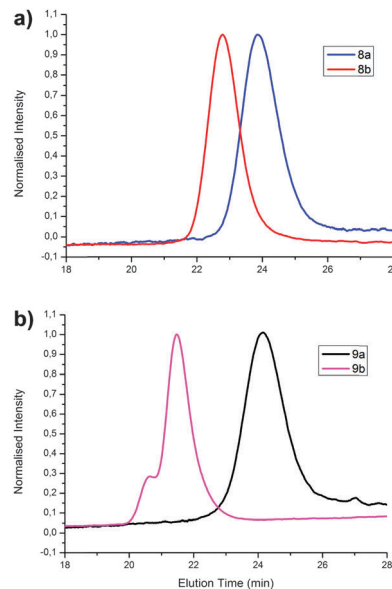 a)
Normalised Intensity
1,0
0,9
0,8
0,7
0,6
0,5
0,4
0,3
0,2
0,1
0,0
-0,1
8a
8b
18 20 22 24 26 28
b)
Normalised Intensity
1,1
1,0
0,9
0,8
0,7
0,6
0,5
0,4
0,3
0,2
0,1
0,0
-0,1
9a
9b
18 20 22 24 26 28
Elution Time (min)